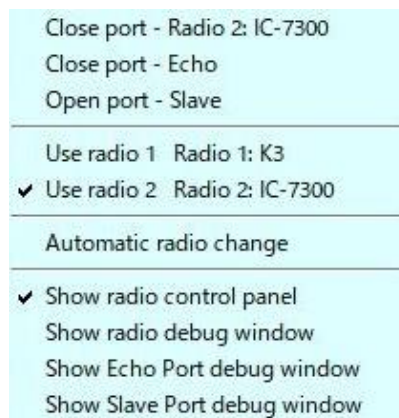 Close port - Radio 2: IC-7300
Close port - Echo
Open port - Slave
Use radio 1 Radio 1: K3
Use radio 2 Radio 2: IC-7300
Automatic radio change
Show radio control panel
Show radio debug window
Show Echo Port debug window
Show Slave Port debug window